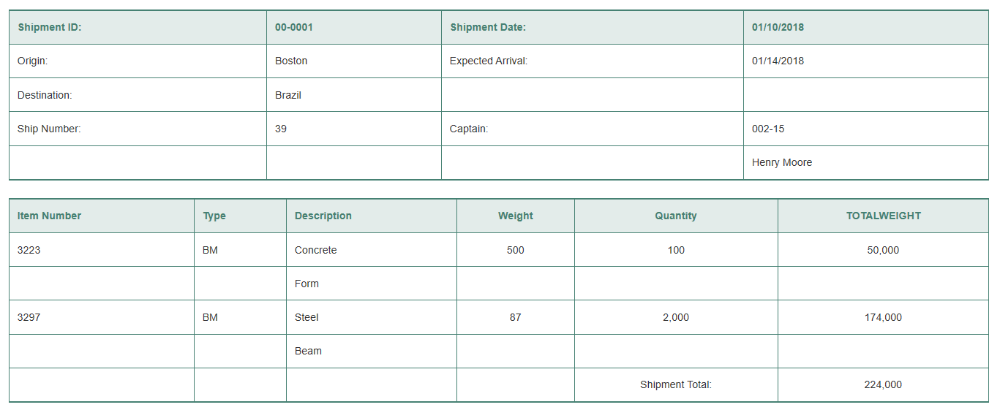 Shipment ID: 00-0001 Shipment Date: 01/10/2018
Origin: Boston Expected Arrival: 01/14/2018
Destination: Brazil
Ship Number: 39 Captain: 002-15
Henry Moore
Item Number Type Description Weight Quantity TOTALWEIGHT
3223 BM Concrete 500 100 50,000
Form
3297 BM Steel 87 2,000 174,000
Beam
Shipment Total: 224,000